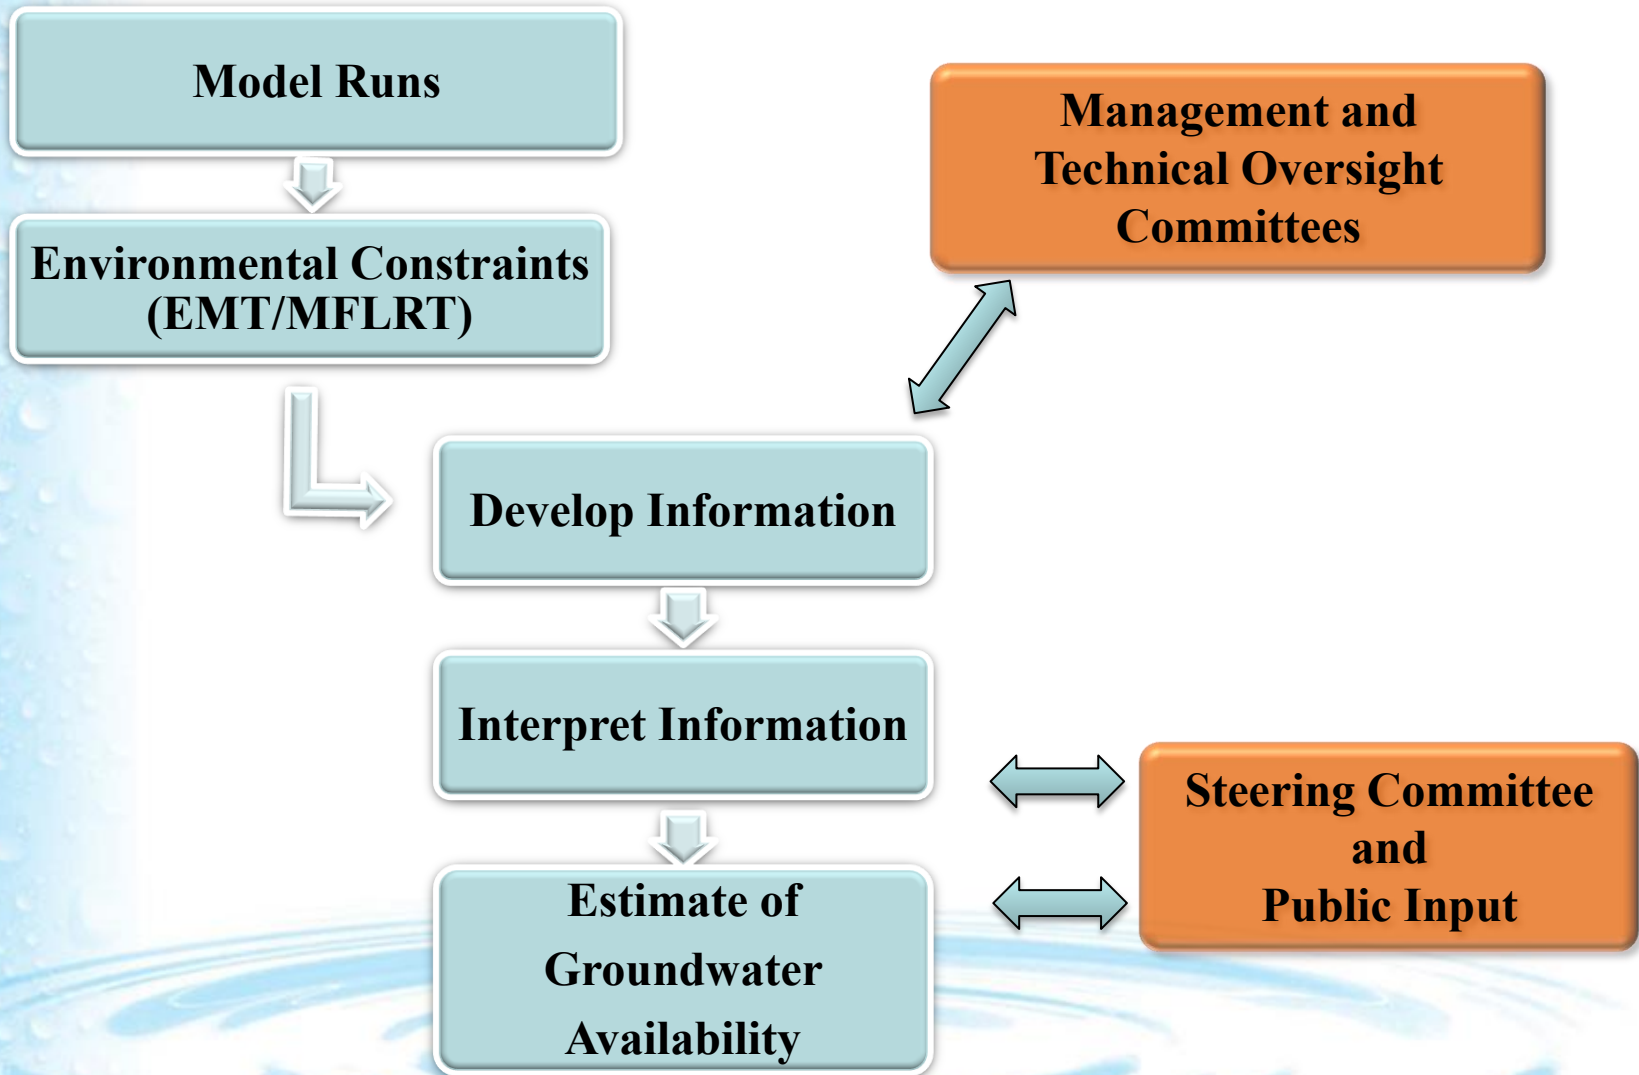 Model Runs
Management and
Technical Oversight
Committees
Environmental Constraints
(EMT/MFLRT)
Develop Information
Interpret Information
Steering Committee
and
Public Input
Estimate of
Groundwater
Availability